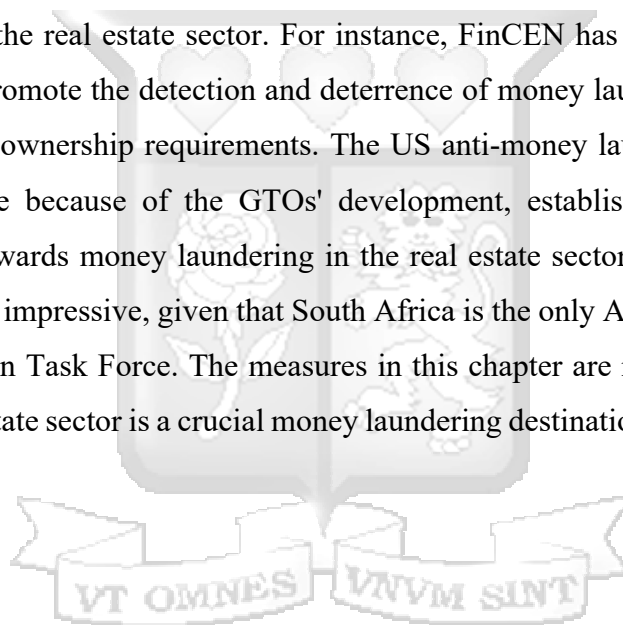 the real estate sector. For instance, FinCEN has
romote the detection and deterrence of money lau
ownership requirements. The US anti-money lav
e because of the GTOs' development, establis
wards money laundering in the real estate sector
impressive, given that South Africa is the only A
n Task Force. The measures in this chapter are
tate sector is a crucial money laundering destinatio
VT OMNES VNVM SINT